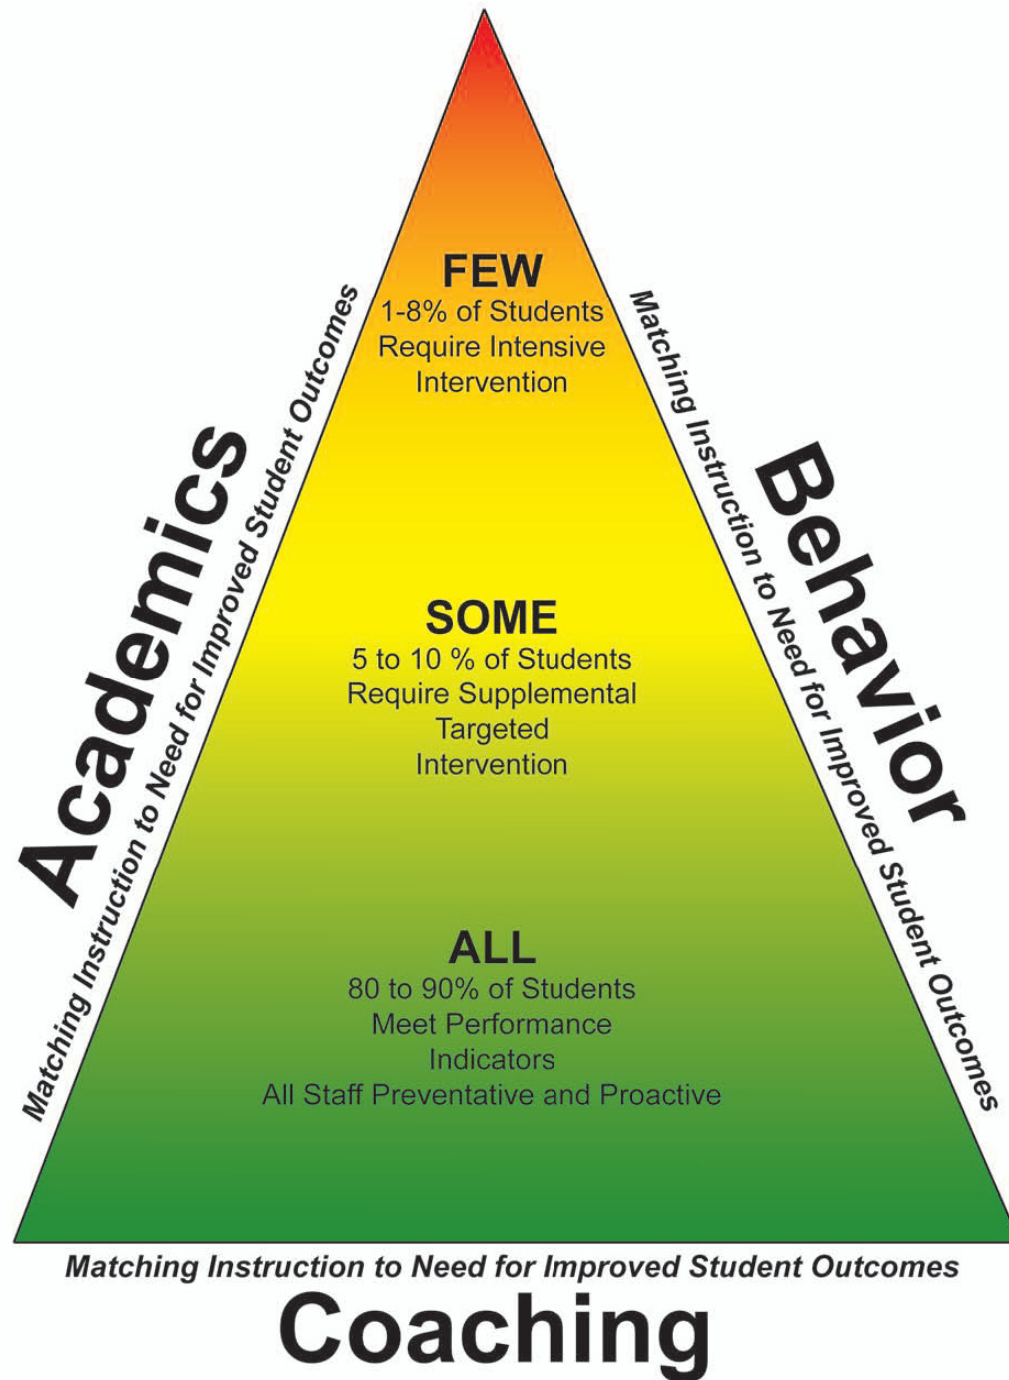 FEW
1-8% of Students
Require Intensive
Intervention
SOME
5 to 10 % of Students
Require Supplemental
Targeted
Intervention
ALL
80 to 90% of Students
Meet Performance
Indicators
All Staff Preventative and Proactive
Academics
Matching Instruction to Need for Improved Student Outcomes
Behavior
Matching Instruction to Need for Improved Student Outcomes
Matching Instruction to Need for Improved Student Outcomes
Coaching